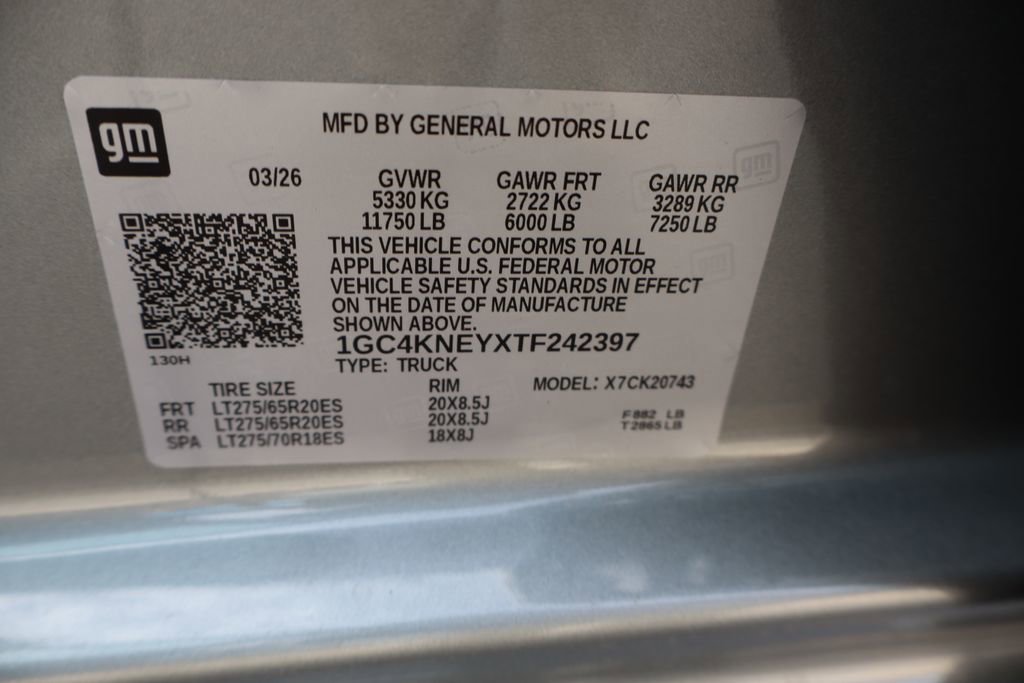 gm
MFD BY GENERAL MOTORS LLC
03/26 GVWR GAWR FRT GAWR RR
5330 KG 2722 KG 3289 KG
11750 LB 6000 LB 7250 LB
THIS VEHICLE CONFORMS TO ALL
APPLICABLE U.S. FEDERAL MOTOR
VEHICLE SAFETY STANDARDS IN EFFECT
ON THE DATE OF MANUFACTURE
SHOWN ABOVE.
1GC4KNEYXTF242397
130H
TYPE: TRUCK
TIRE SIZE RIM MODEL: X7CK20743
FRT LT275/65R20ES 20X8.5J
RR LT275/65R20ES 20X8.5J
SPA LT275/70R18ES 18X8J
F 882 LB
T 2865 LB